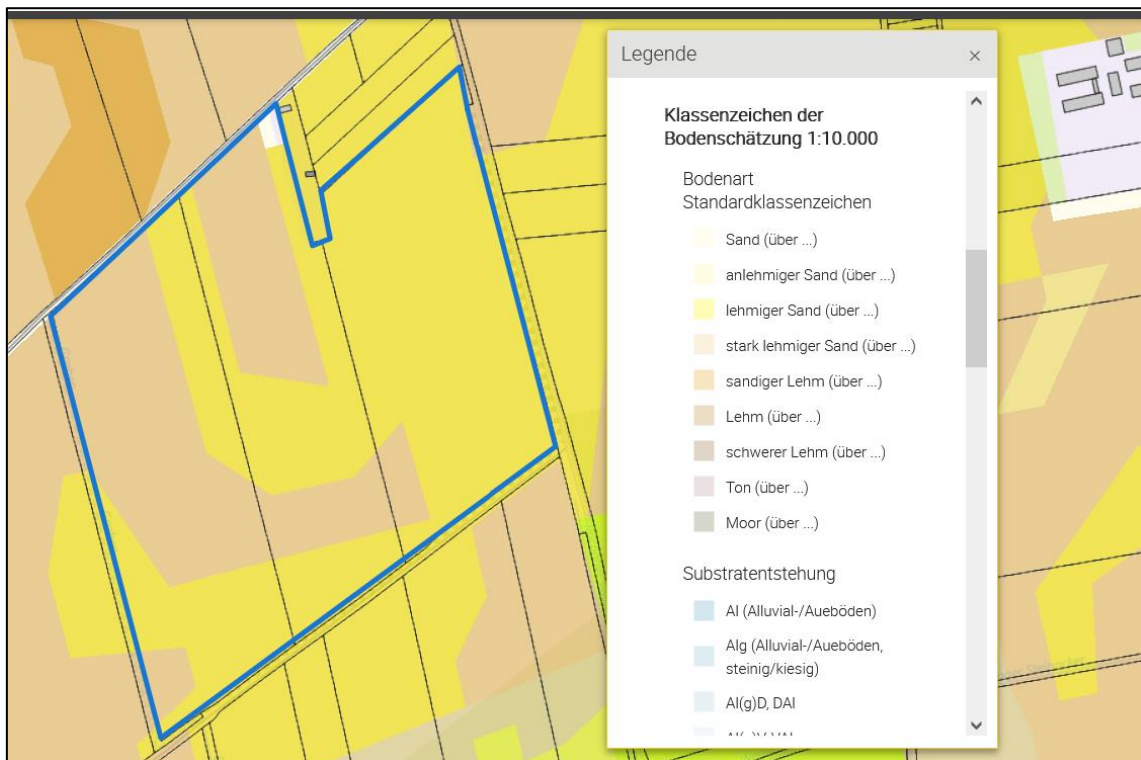 Legende
×
Klassenzeichen der
Bodenschätzung 1:10.000
Bodenart
Standardklassenzeichen
Sand (über ...)
anlehmiger Sand (über ...)
lehmiger Sand (über ...)
stark lehmiger Sand (über ...)
sandiger Lehm (über ...)
Lehm (über ...)
schwerer Lehm (über ...)
Ton (über ...)
Moor (über ...)
Substratentstehung
Al (Alluvial-/Aueböden)
Alg (Alluvial-/Aueböden,
steinig/kiesig)
Al(g)D, DAl